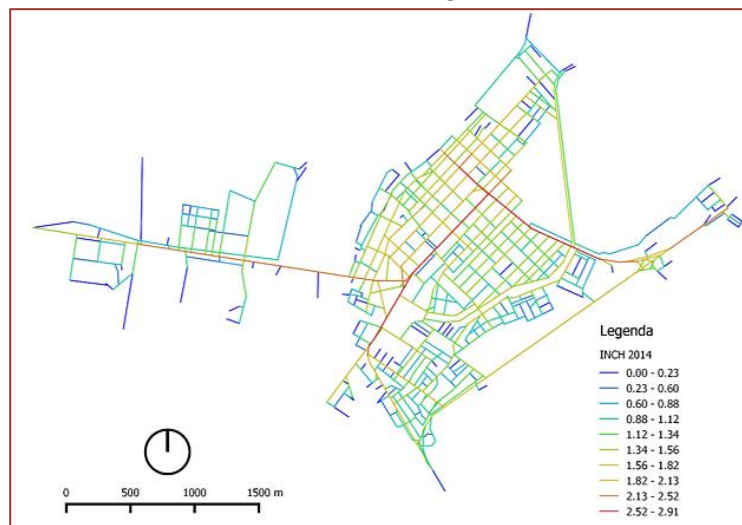 Legenda
INCH 2014
0.00 - 0.23
0.23 - 0.60
0.60 - 0.88
0.88 - 1.12
1.12 - 1.34
1.34 - 1.56
1.56 - 1.82
1.82 - 2.13
2.13 - 2.52
2.52 - 2.91
0 500 1000 1500 m